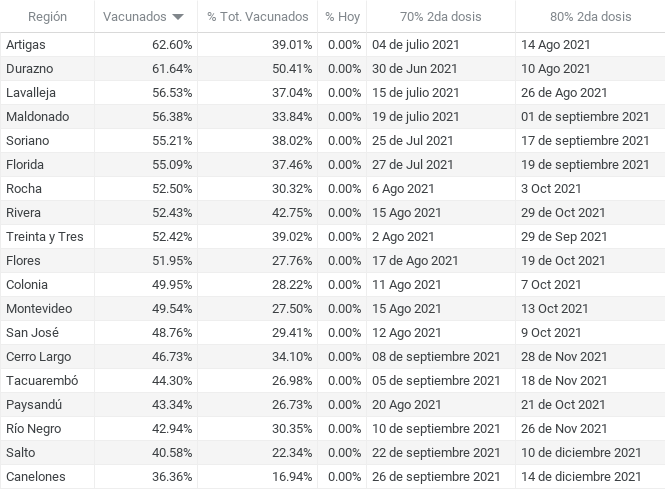 Región Vacunados % Tot. Vacunados % Hoy 70% 2da dosis 80% 2da dosis
Artigas 62.60% 39.01% 0.00% 04 de julio 2021 14 Ago 2021
Durazno 61.64% 50.41% 0.00% 30 de Jun 2021 10 Ago 2021
Lavalleja 56.53% 37.04% 0.00% 15 de julio 2021 26 de Ago 2021
Maldonado 56.38% 33.84% 0.00% 19 de julio 2021 01 de septiembre 2021
Soriano 55.21% 38.02% 0.00% 25 de Jul 2021 17 de septiembre 2021
Florida 55.09% 37.46% 0.00% 27 de Jul 2021 19 de septiembre 2021
Rocha 52.50% 30.32% 0.00% 6 Ago 2021 3 Oct 2021
Rivera 52.43% 42.75% 0.00% 15 Ago 2021 29 de Oct 2021
Treinta y Tres 52.42% 39.02% 0.00% 2 Ago 2021 29 de Sep 2021
Flores 51.95% 27.76% 0.00% 17 de Ago 2021 19 de Oct 2021
Colonia 49.95% 28.22% 0.00% 11 Ago 2021 7 Oct 2021
Montevideo 49.54% 27.50% 0.00% 15 Ago 2021 13 Oct 2021
San José 48.76% 29.41% 0.00% 12 Ago 2021 9 Oct 2021
Cerro Largo 46.73% 34.10% 0.00% 08 de septiembre 2021 28 de Nov 2021
Tacuarembó 44.30% 26.98% 0.00% 05 de septiembre 2021 18 de Nov 2021
Paysandú 43.34% 26.73% 0.00% 20 Ago 2021 21 de Oct 2021
Río Negro 42.94% 30.35% 0.00% 10 de septiembre 2021 26 de Nov 2021
Salto 40.58% 22.34% 0.00% 22 de septiembre 2021 10 de diciembre 2021
Canelones 36.36% 16.94% 0.00% 26 de septiembre 2021 14 de diciembre 2021